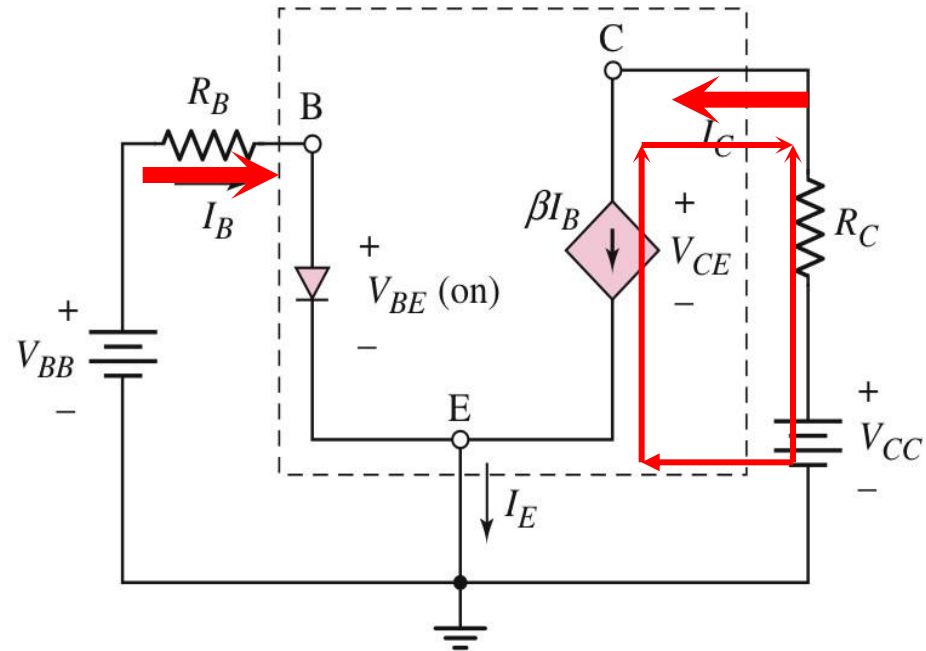 C
R_B
B
I_C
I_B
βI_B
+
V_CE
−
R_C
+
V_BE (on)
−
+
V_BB
−
E
+
V_CC
−
I_E